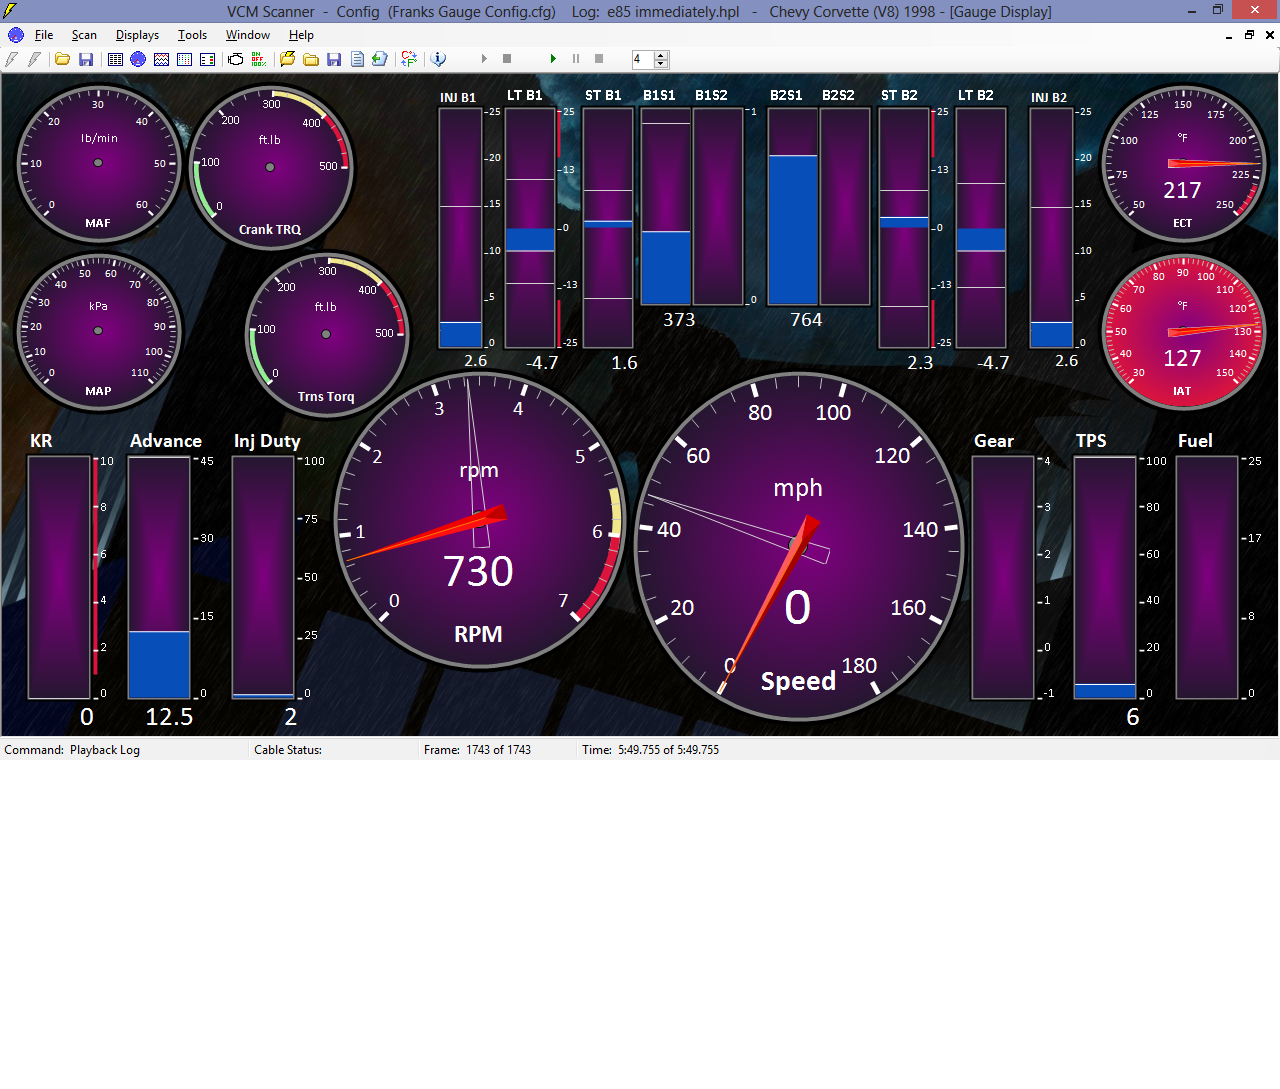 VCM Scanner - Config (Franks Gauge Config.cfg) Log: e85 immediately.hpl - Chevy Corvette (V8) 1998 - [Gauge Display]
File Scan Displays Tools Window Help
ON OFF 100% °C °F 4
0 10 20 30 40 50 60
lb/min
MAF
0 100 200 300 400 500
ft.lb
Crank TRQ
INJ B1
25 20 15 10 5 0
2.6
LT B1
25 13 0 -13 -25
-4.7
ST B1
1.6
B1S1 B1S2
1 0
373
B2S1 B2S2
764
ST B2
25 13 0 -13 -25
2.3
LT B2
-4.7
INJ B2
25 20 15 10 5 0
2.6
50 75 100 125 150 175 200 225 250
°F
217
ECT
0 10 20 30 40 50 60 70 80 90 100 110
kPa
MAP
0 100 200 300 400 500
ft.lb
Trns Torq
30 40 50 60 70 80 90 100 110 120 130 140 150
°F
127
IAT
KR
10 8 6 4 2 0
0
Advance
45 30 15 0
12.5
Inj Duty
100 75 50 25 0
2
0 1 2 3 4 5 6 7
rpm
730
RPM
0 20 40 60 80 100 120 140 160 180
mph
0
Speed
Gear
4 3 2 1 0 -1
TPS
100 80 60 40 20 0
6
Fuel
25 17 8 0
Command: Playback Log Cable Status: Frame: 1743 of 1743 Time: 5:49.755 of 5:49.755